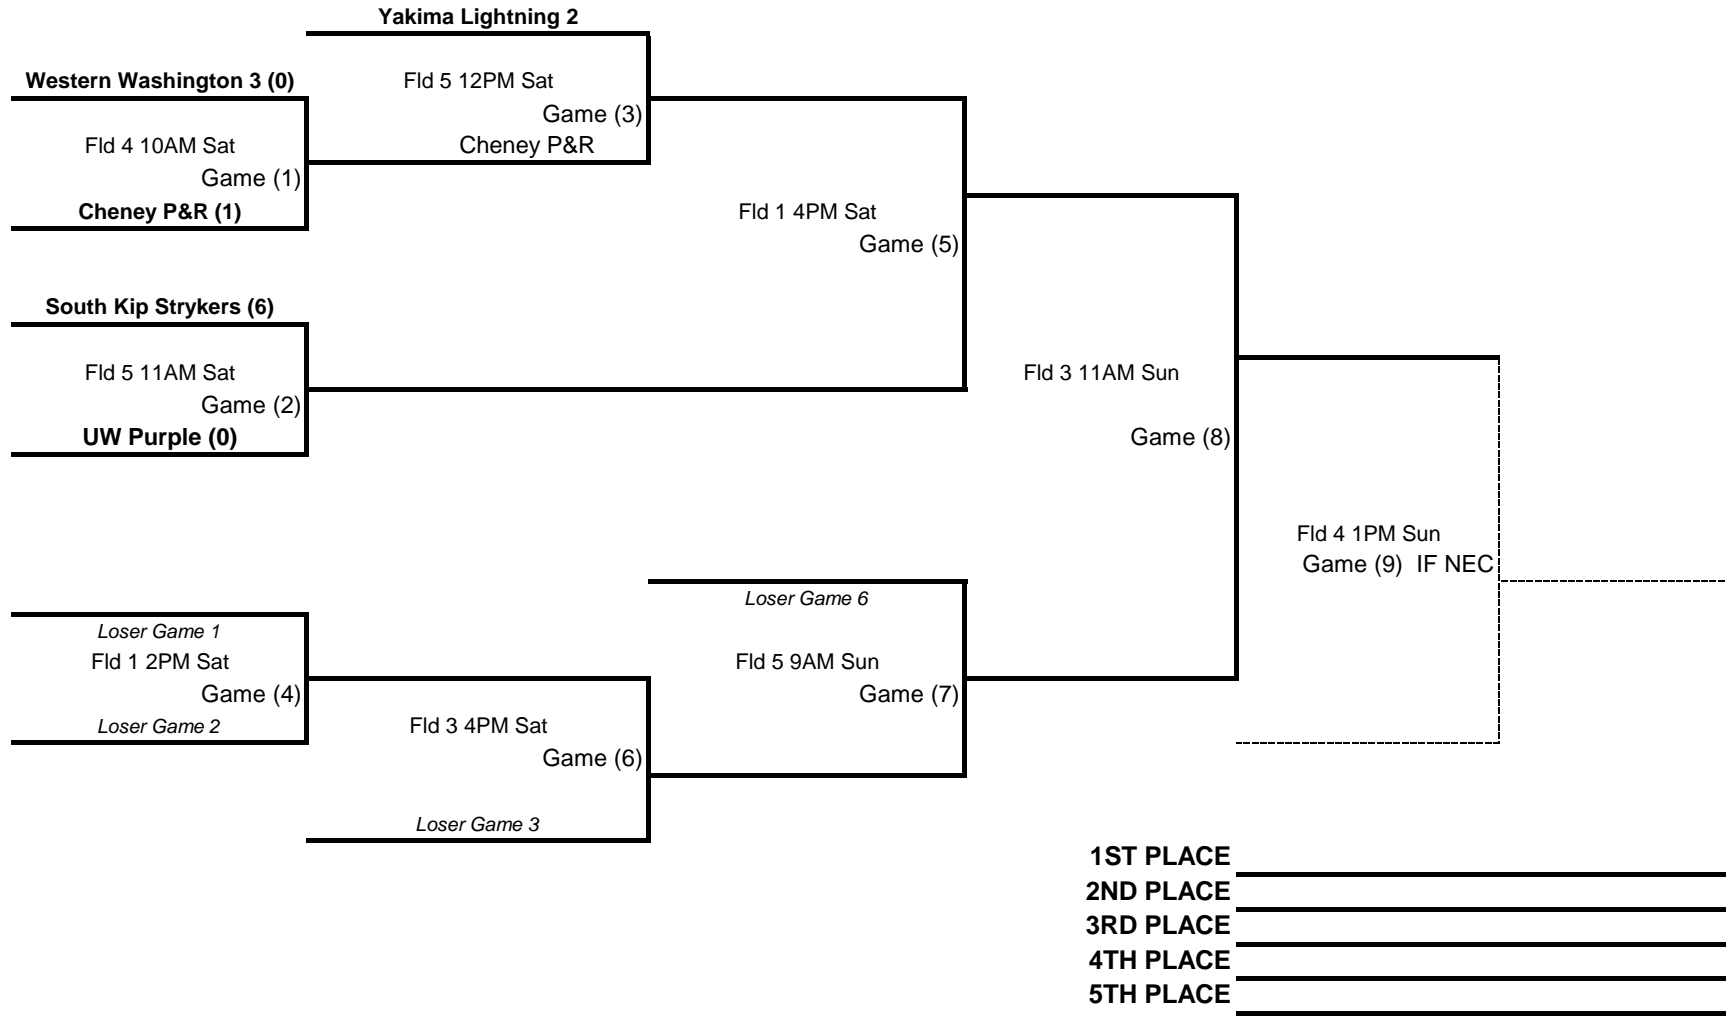 Yakima Lightning 2
Western Washington 3 (0)
Fld 5 12PM Sat
Game (3)
Fld 4 10AM Sat
Cheney P&R
Game (1)
Cheney P&R (1)
Fld 1 4PM Sat
Game (5)
South Kip Strykers (6)
Fld 5 11AM Sat
Fld 3 11AM Sun
Game (2)
UW Purple (0)
Game (8)
Fld 4 1PM Sun
Game (9) IF NEC
Loser Game 6
Loser Game 1
Fld 1 2PM Sat
Fld 5 9AM Sun
Game (4)
Game (7)
Loser Game 2
Fld 3 4PM Sat
Game (6)
Loser Game 3
1ST PLACE
2ND PLACE
3RD PLACE
4TH PLACE
5TH PLACE